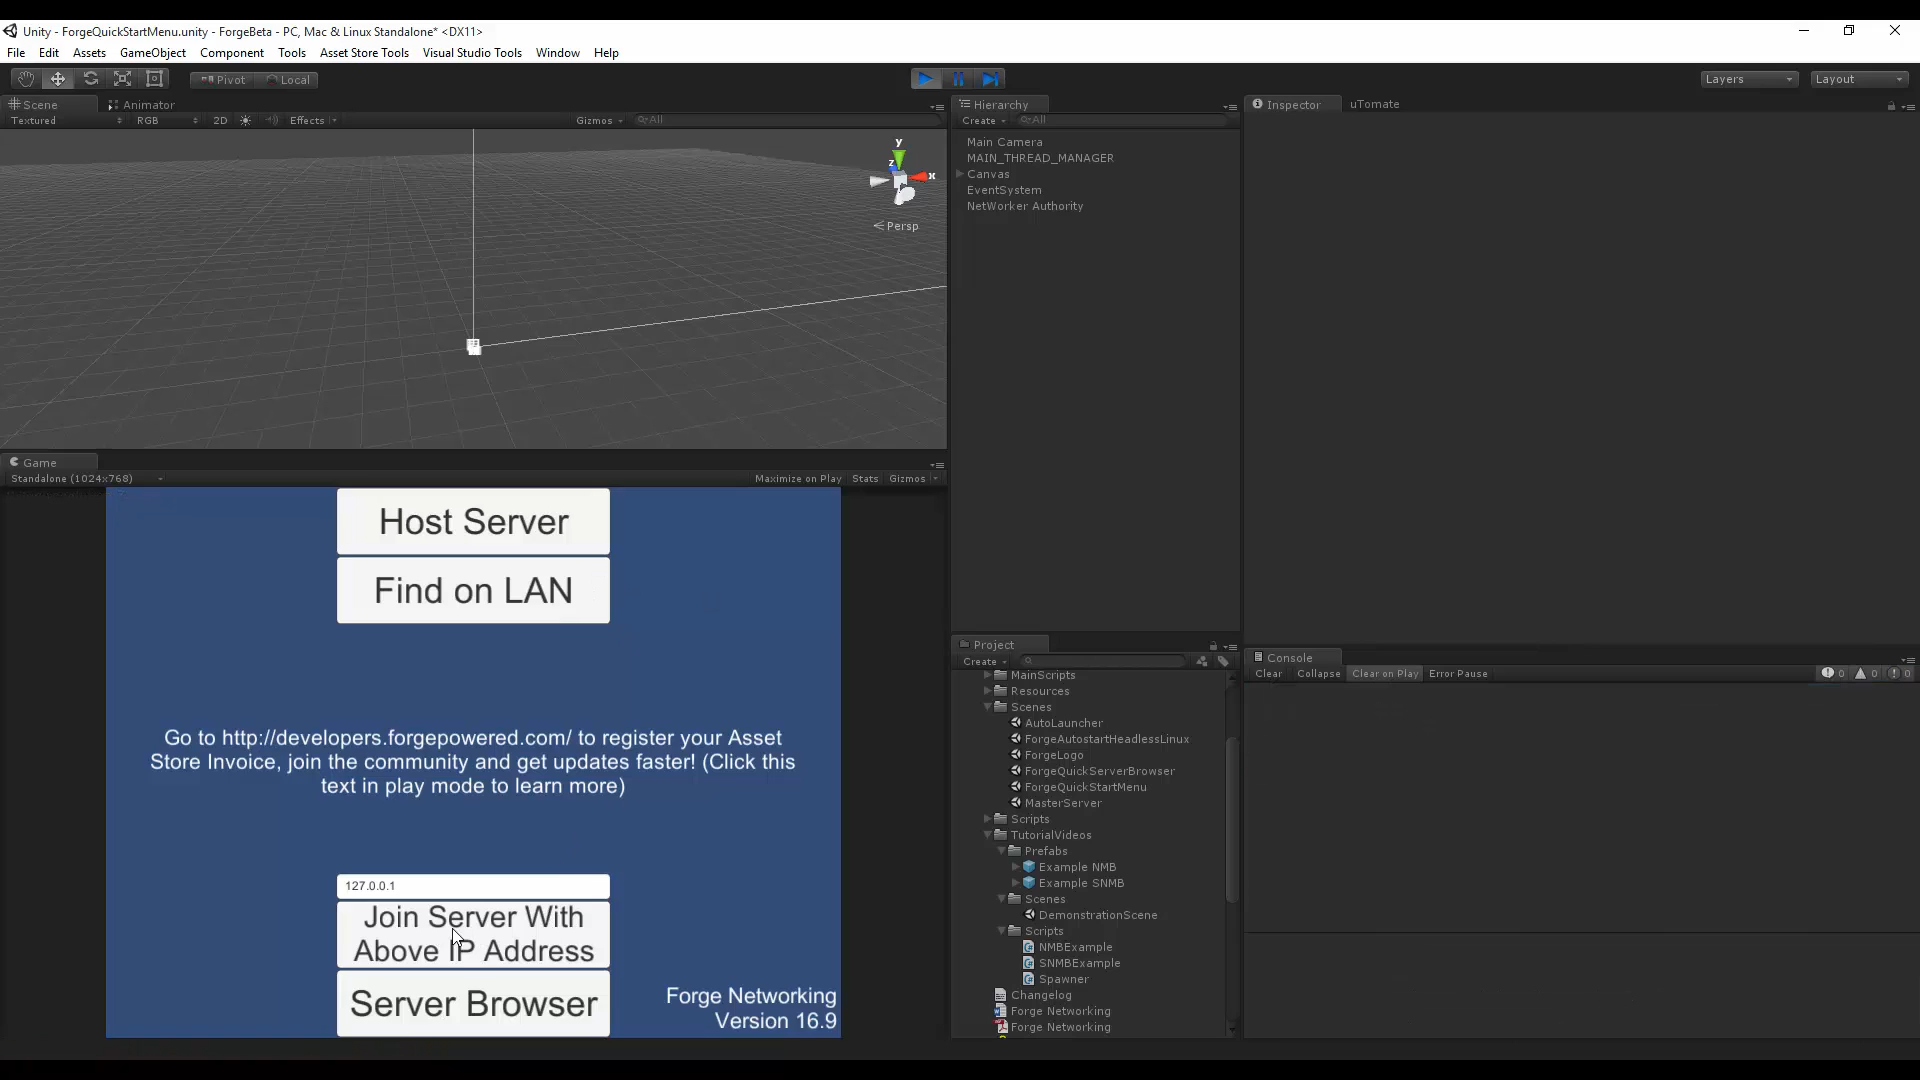 Unity - ForgeQuickStartMenu.unity - ForgeBeta - PC, Mac & Linux Standalone* <DX11>
File Edit Assets GameObject Component Tools Asset Store Tools Visual Studio Tools Window Help
Pivot Local Layers Layout
Scene Animator
Textured RGB 2D Effects Gizmos All
y
z
x
Persp
Hierarchy
Create All
Main Camera
MAIN_THREAD_MANAGER
Canvas
EventSystem
NetWorker Authority
Inspector uTomate
Game
Standalone (1024x768) Maximize on Play Stats Gizmos
Host Server
Find on LAN
Go to http://developers.forgepowered.com/ to register your Asset
Store Invoice, join the community and get updates faster! (Click this
text in play mode to learn more)
127.0.0.1
Join Server With
Above IP Address
Server Browser
Forge Networking
Version 16.9
Project
Create
MainScripts
Resources
Scenes
AutoLauncher
ForgeAutostartHeadlessLinux
ForgeLogo
ForgeQuickServerBrowser
ForgeQuickStartMenu
MasterServer
Scripts
TutorialVideos
Prefabs
Example NMB
Example SNMB
Scenes
DemonstrationScene
Scripts
NMBExample
SNMBExample
Spawner
Changelog
Forge Networking
Forge Networking
Console
Clear Collapse Clear on Play Error Pause 0 0 0